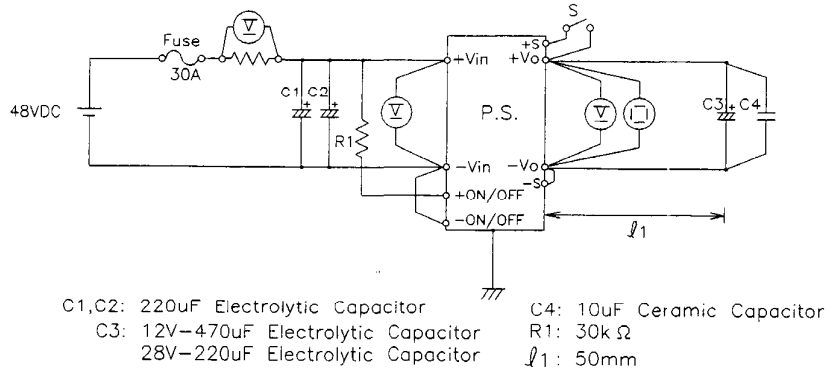 S
Fuse
30A
V
48VDC
C1
C2
R1
V
+Vin
-Vin
+ON/OFF
-ON/OFF
P.S.
+S
+Vo
-Vo
-S
V
C3
C4
ℓ1
C1,C2: 220uF Electrolytic Capacitor
C3: 12V-470uF Electrolytic Capacitor
28V-220uF Electrolytic Capacitor
C4: 10uF Ceramic Capacitor
R1: 30kΩ
ℓ1: 50mm